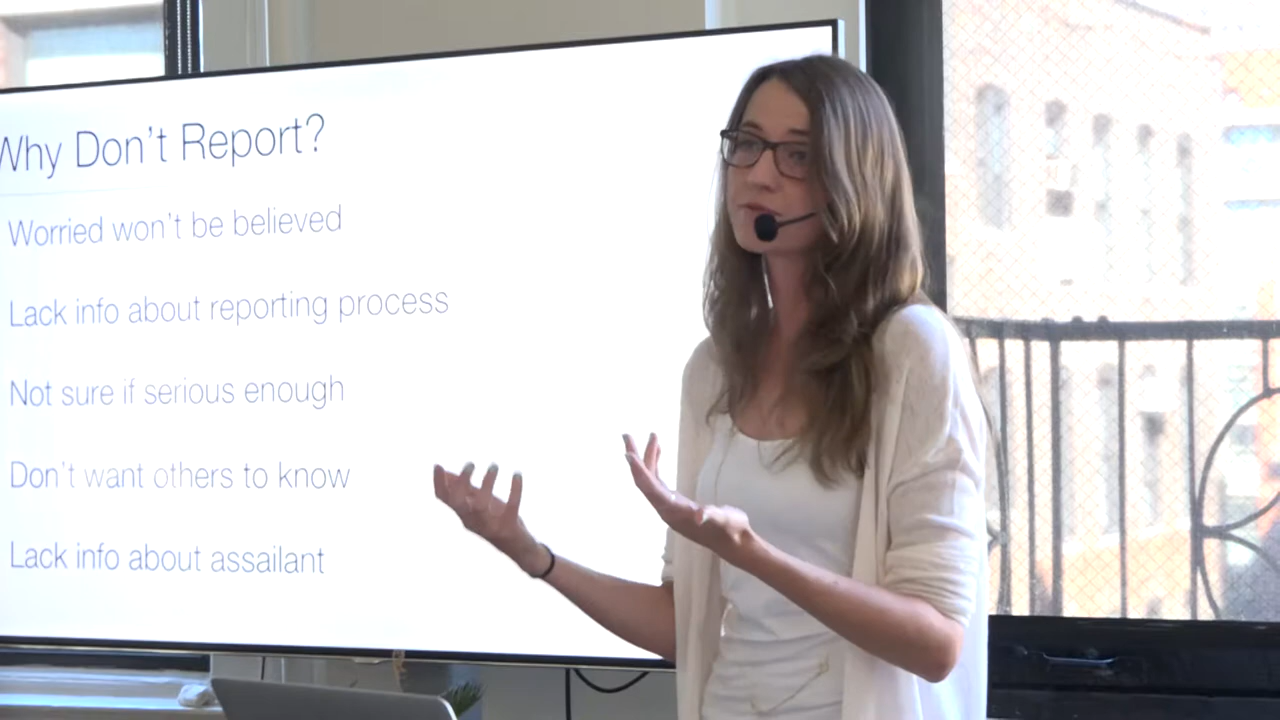 Why Don't Report?
Worried won't be believed
Lack info about reporting process
Not sure if serious enough
Don't want others to know
Lack info about assailant